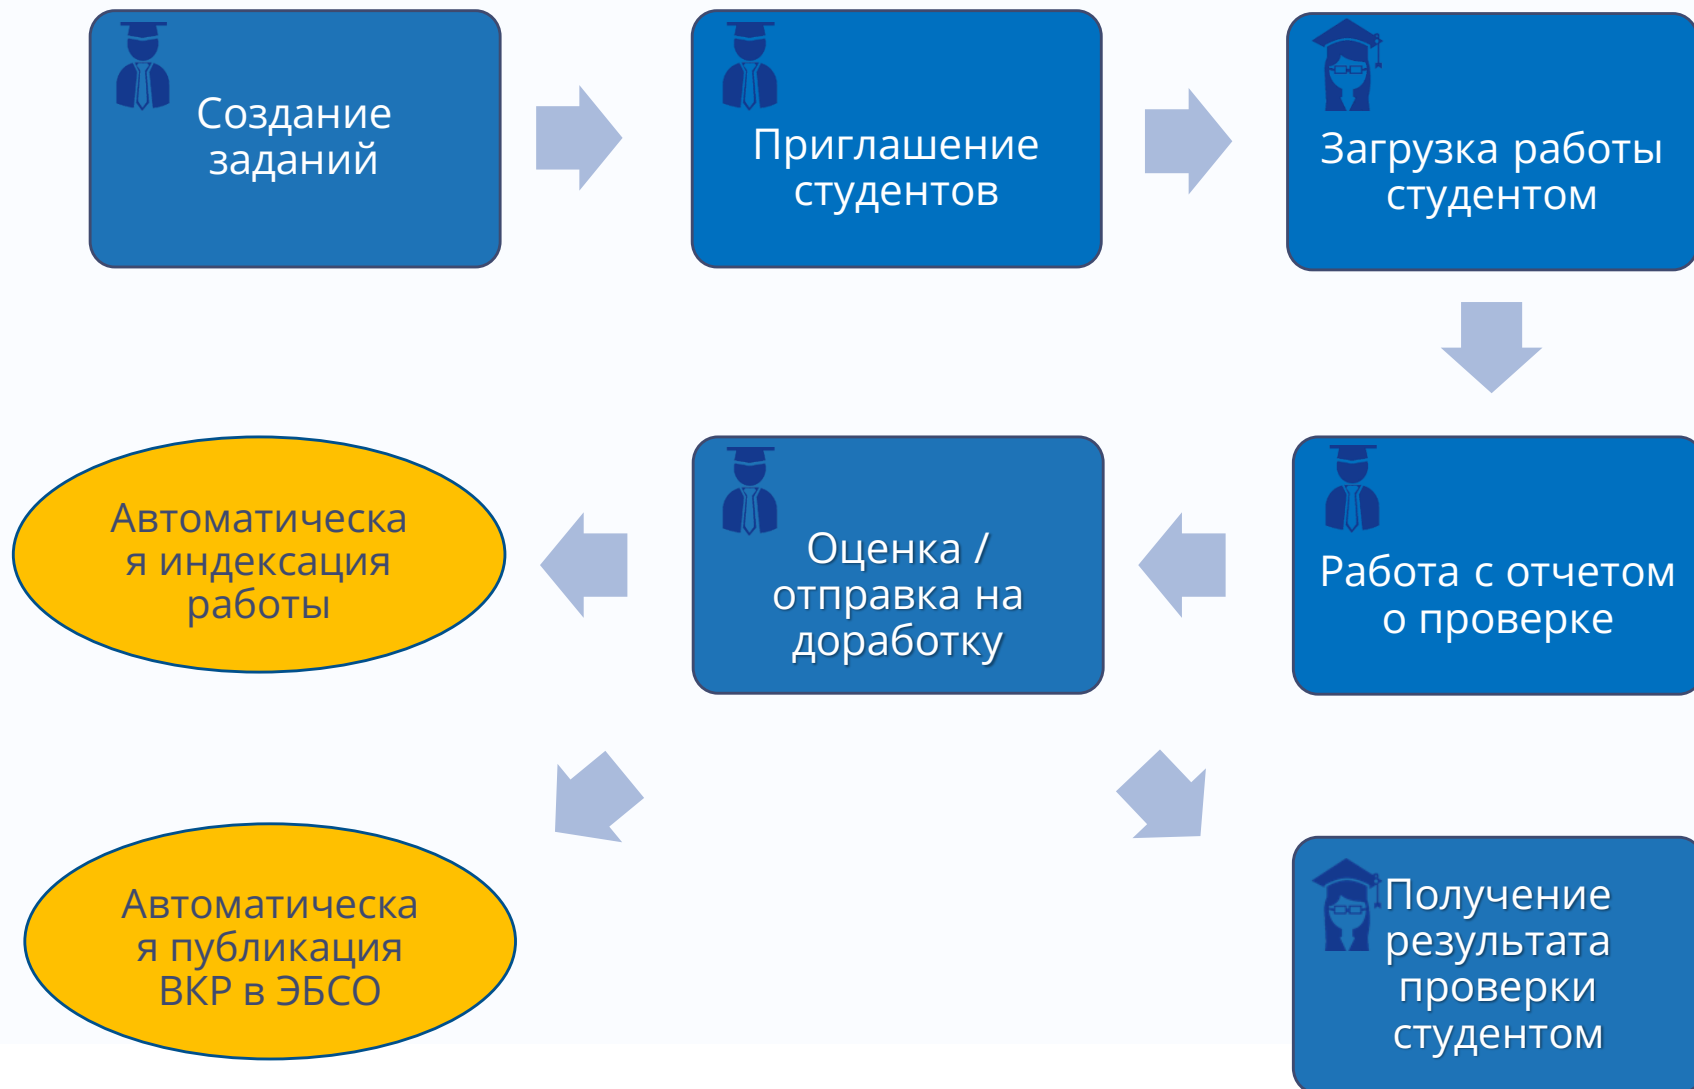 Создание
заданий
Приглашение
студентов
Загрузка работы
студентом
Автоматическа
я индексация
работы
Оценка /
отправка на
доработку
Работа с отчетом
о проверке
Автоматическа
я публикация
ВКР в ЭБСО
Получение
результата
проверки
студентом